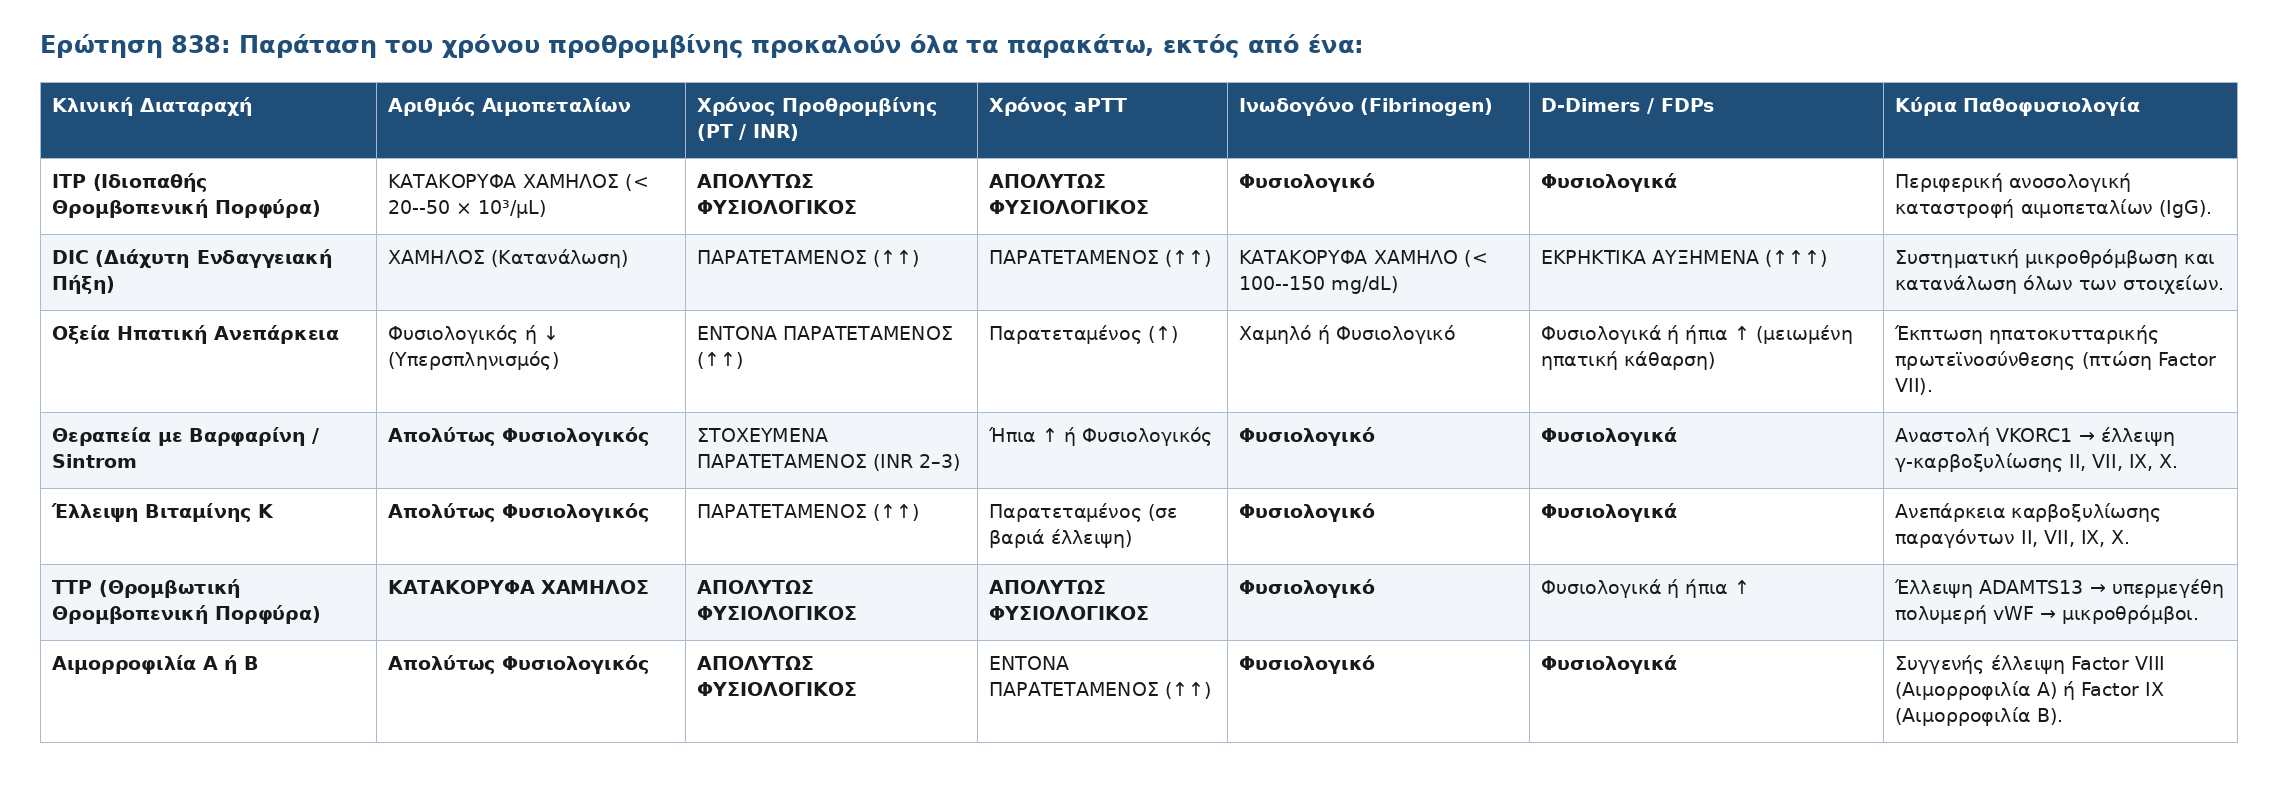 Ερώτηση 838: Παράταση του χρόνου προθρομβίνης προκαλούν όλα τα παρακάτω, εκτός από ένα:
Κλινική Διαταραχή
Αριθμός Αιμοπεταλίων
Χρόνος Προθρομβίνης
(PT / INR)
Χρόνος aPTT
Ινωδογόνο (Fibrinogen)
D-Dimers / FDPs
Κύρια Παθοφυσιολογία
ITP (Ιδιοπαθής
Θρομβοπενική Πορφύρα)
ΚΑΤΑΚΟΡΥΦΑ ΧΑΜΗΛΟΣ (<
20--50 × 10³/μL)
ΑΠΟΛΥΤΩΣ
ΦΥΣΙΟΛΟΓΙΚΟΣ
ΑΠΟΛΥΤΩΣ
ΦΥΣΙΟΛΟΓΙΚΟΣ
Φυσιολογικό
Φυσιολογικά
Περιφερική ανοσολογική
καταστροφή αιμοπεταλίων (IgG).
DIC (Διάχυτη Ενδαγγειακή
Πήξη)
ΧΑΜΗΛΟΣ (Κατανάλωση)
ΠΑΡΑΤΕΤΑΜΕΝΟΣ (↑↑)
ΠΑΡΑΤΕΤΑΜΕΝΟΣ (↑↑)
ΚΑΤΑΚΟΡΥΦΑ ΧΑΜΗΛΟ (<
100--150 mg/dL)
ΕΚΡΗΚΤΙΚΑ ΑΥΞΗΜΕΝΑ (↑↑↑)
Συστηματική μικροθρόμβωση και
κατανάλωση όλων των στοιχείων.
Οξεία Ηπατική Ανεπάρκεια
Φυσιολογικός ή ↓
(Υπερσπληνισμός)
ΕΝΤΟΝΑ ΠΑΡΑΤΕΤΑΜΕΝΟΣ
(↑↑)
Παρατεταμένος (↑)
Χαμηλό ή Φυσιολογικό
Φυσιολογικά ή ήπια ↑ (μειωμένη
ηπατική κάθαρση)
Έκπτωση ηπατοκυτταρικής
πρωτεϊνοσύνθεσης (πτώση Factor
VII).
Θεραπεία με Βαρφαρίνη /
Sintrom
Απολύτως Φυσιολογικός
ΣΤΟΧΕΥΜΕΝΑ
ΠΑΡΑΤΕΤΑΜΕΝΟΣ (INR 2–3)
Ήπια ↑ ή Φυσιολογικός
Φυσιολογικό
Φυσιολογικά
Αναστολή VKORC1 → έλλειψη
γ-καρβοξυλίωσης II, VII, IX, X.
Έλλειψη Βιταμίνης Κ
Απολύτως Φυσιολογικός
ΠΑΡΑΤΕΤΑΜΕΝΟΣ (↑↑)
Παρατεταμένος (σε
βαριά έλλειψη)
Φυσιολογικό
Φυσιολογικά
Ανεπάρκεια καρβοξυλίωσης
παραγόντων II, VII, IX, X.
TTP (Θρομβωτική
Θρομβοπενική Πορφύρα)
ΚΑΤΑΚΟΡΥΦΑ ΧΑΜΗΛΟΣ
ΑΠΟΛΥΤΩΣ
ΦΥΣΙΟΛΟΓΙΚΟΣ
ΑΠΟΛΥΤΩΣ
ΦΥΣΙΟΛΟΓΙΚΟΣ
Φυσιολογικό
Φυσιολογικά ή ήπια ↑
Έλλειψη ADAMTS13 → υπερμεγέθη
πολυμερή vWF → μικροθρόμβοι.
Αιμορροφιλία Α ή Β
Απολύτως Φυσιολογικός
ΑΠΟΛΥΤΩΣ
ΦΥΣΙΟΛΟΓΙΚΟΣ
ΕΝΤΟΝΑ
ΠΑΡΑΤΕΤΑΜΕΝΟΣ (↑↑)
Φυσιολογικό
Φυσιολογικά
Συγγενής έλλειψη Factor VIII
(Αιμορροφιλία Α) ή Factor IX
(Αιμορροφιλία Β).